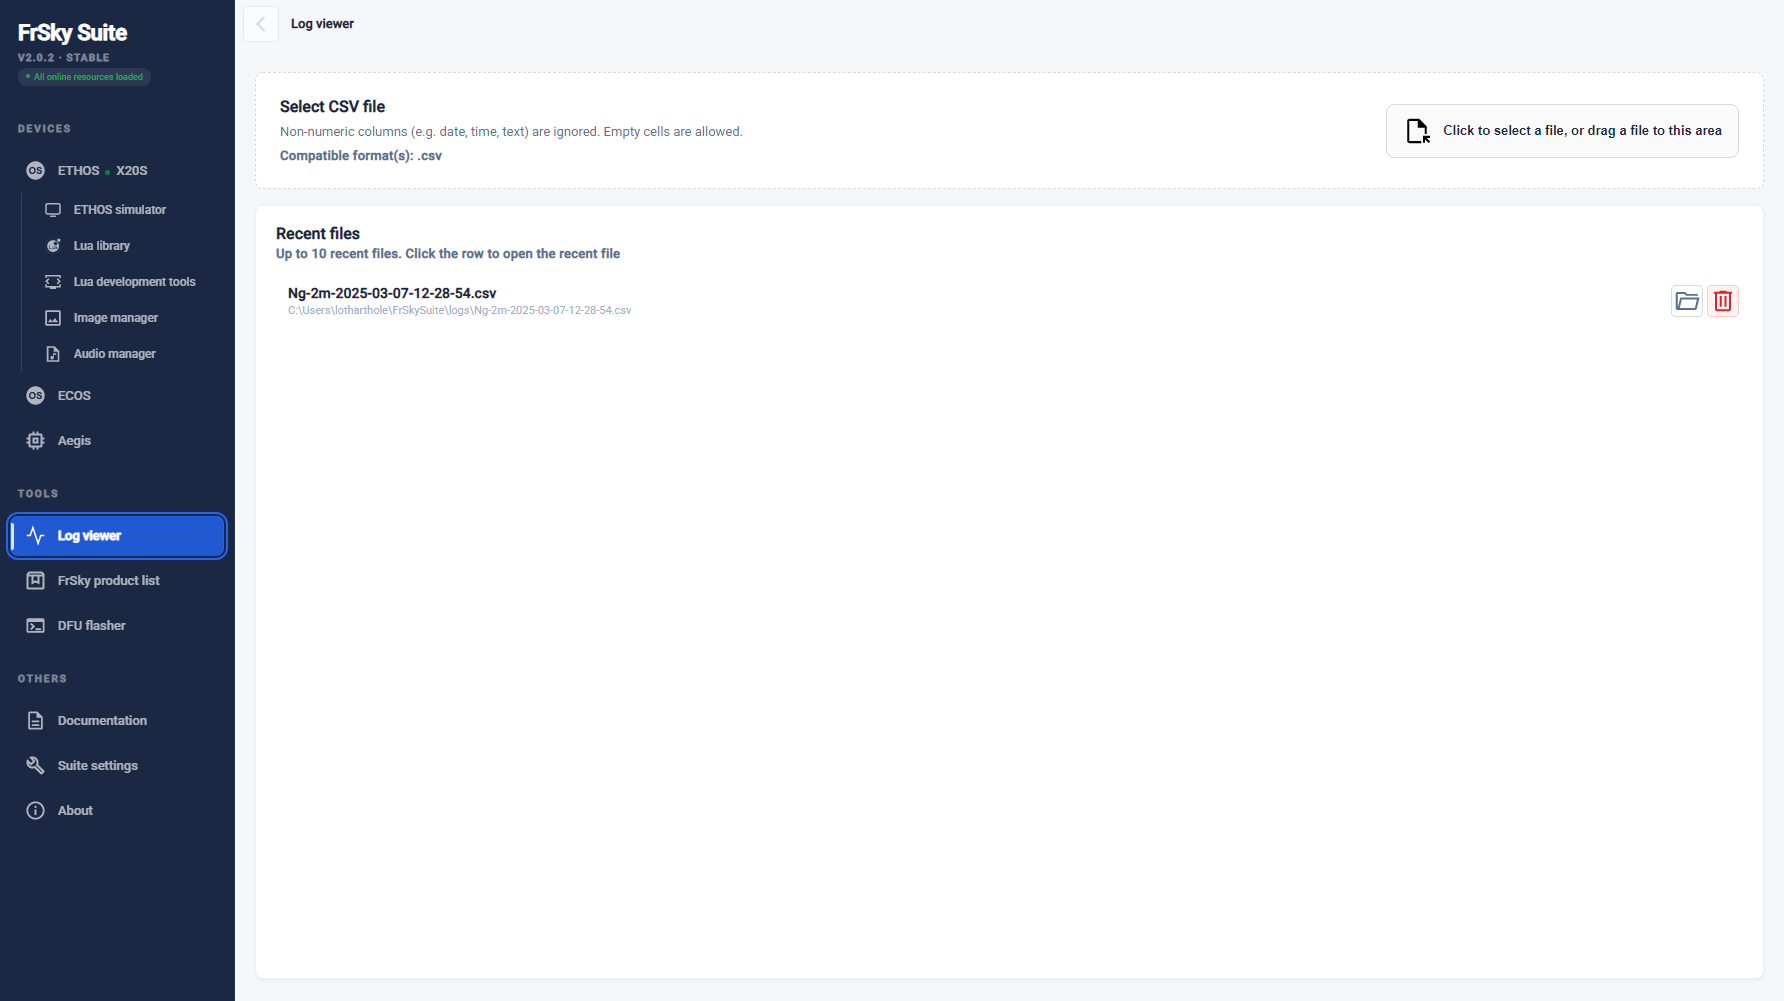 FrSky Suite
V2.0.2 · STABLE
All online resources loaded
DEVICES
ETHOS X20S
ETHOS simulator
Lua library
Lua development tools
Image manager
Audio manager
ECOS
Aegis
TOOLS
Log viewer
FrSky product list
DFU flasher
OTHERS
Documentation
Suite settings
About
Log viewer
Select CSV file
Non-numeric columns (e.g. date, time, text) are ignored. Empty cells are allowed.
Compatible format(s): .csv
Click to select a file, or drag a file to this area
Recent files
Up to 10 recent files. Click the row to open the recent file
Ng-2m-2025-03-07-12-28-54.csv
C:\Users\lotharthole\FrSkySuite\logs\Ng-2m-2025-03-07-12-28-54.csv